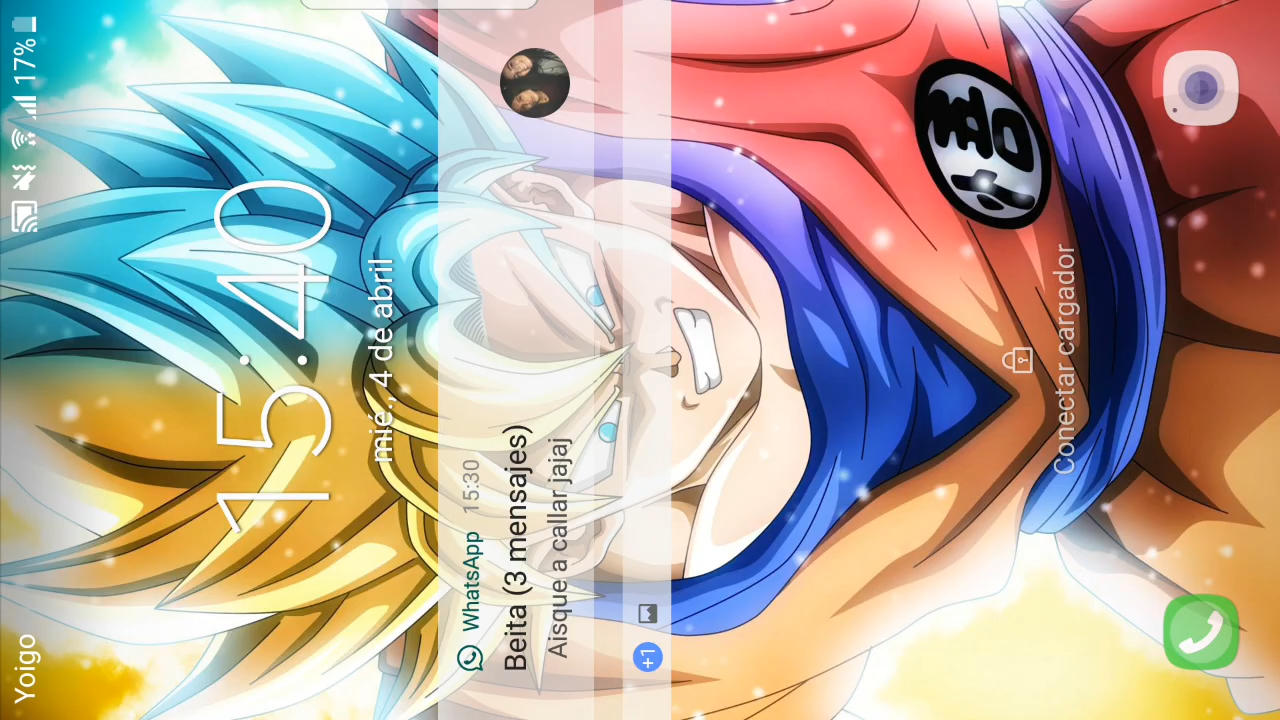 Yoigo 17%
15:40
mié., 4 de abril
WhatsApp 15:30
Beita (3 mensajes)
Aisque a callar jajaj
+1
Conectar cargador